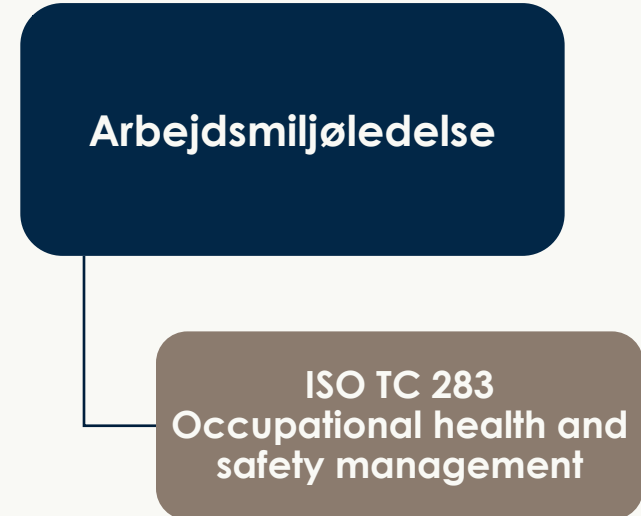 Arbejdsmiljøledelse
ISO TC 283
Occupational health and
safety management